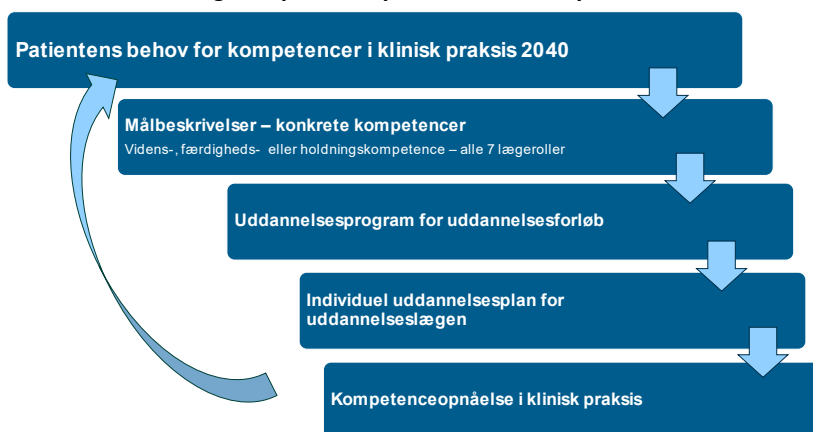 Patientens behov for kompetencer i klinisk praksis 2040
Målbeskrivelser – konkrete kompetencer
Videns-, færdigheds- eller holdningskompetence – alle 7 lægeroller
Uddannelsesprogram for uddannelsesforløb
Individuel uddannelsesplan for
uddannelseslægen
Kompetenceopnåelse i klinisk praksis